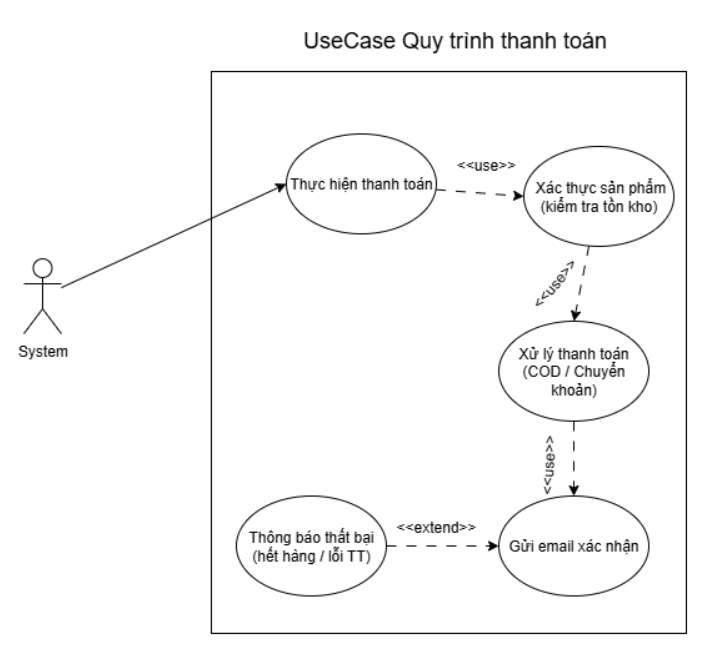 UseCase Quy trình thanh toán
Thực hiện thanh toán
<<use>>
Xác thực sản phẩm
(kiểm tra tồn kho)
<<use>>
System
Xử lý thanh toán
(COD / Chuyển
khoản)
<<use>>
Thông báo thất bại
(hết hàng / lỗi TT)
<<extend>>
Gửi email xác nhận